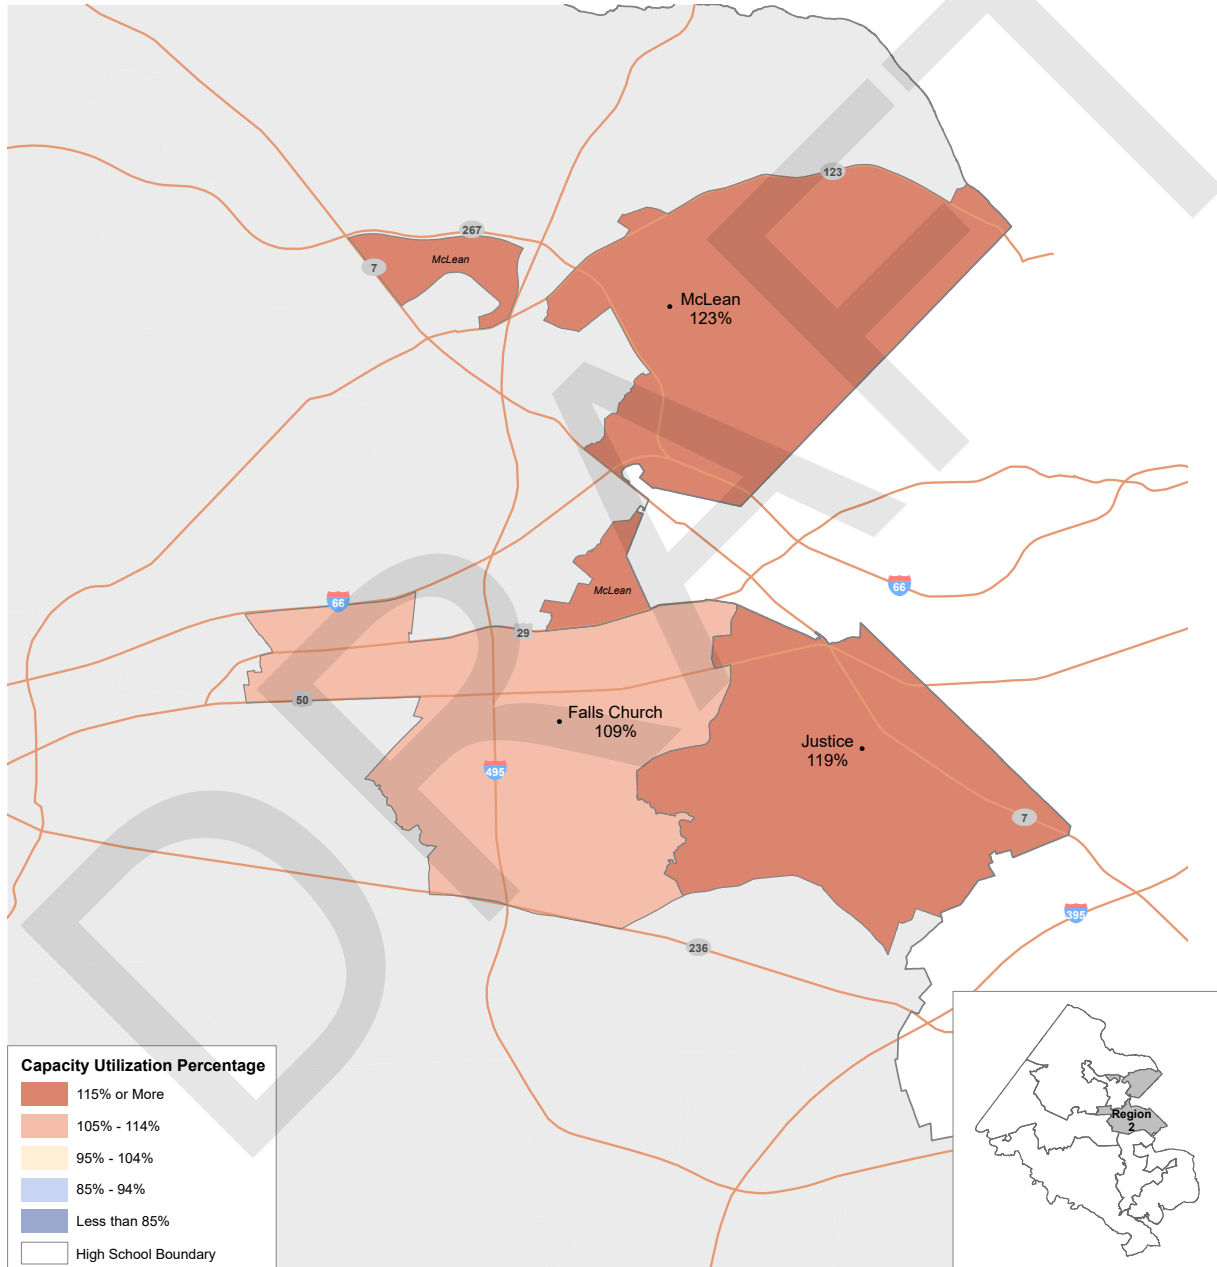 123
267
7
McLean
McLean
123%
66
66
McLean
29
50
Falls Church
109%
Justice
119%
495
7
395
236
DRAFT
Capacity Utilization Percentage
115% or More
105% - 114%
95% - 104%
85% - 94%
Less than 85%
High School Boundary
Region
2